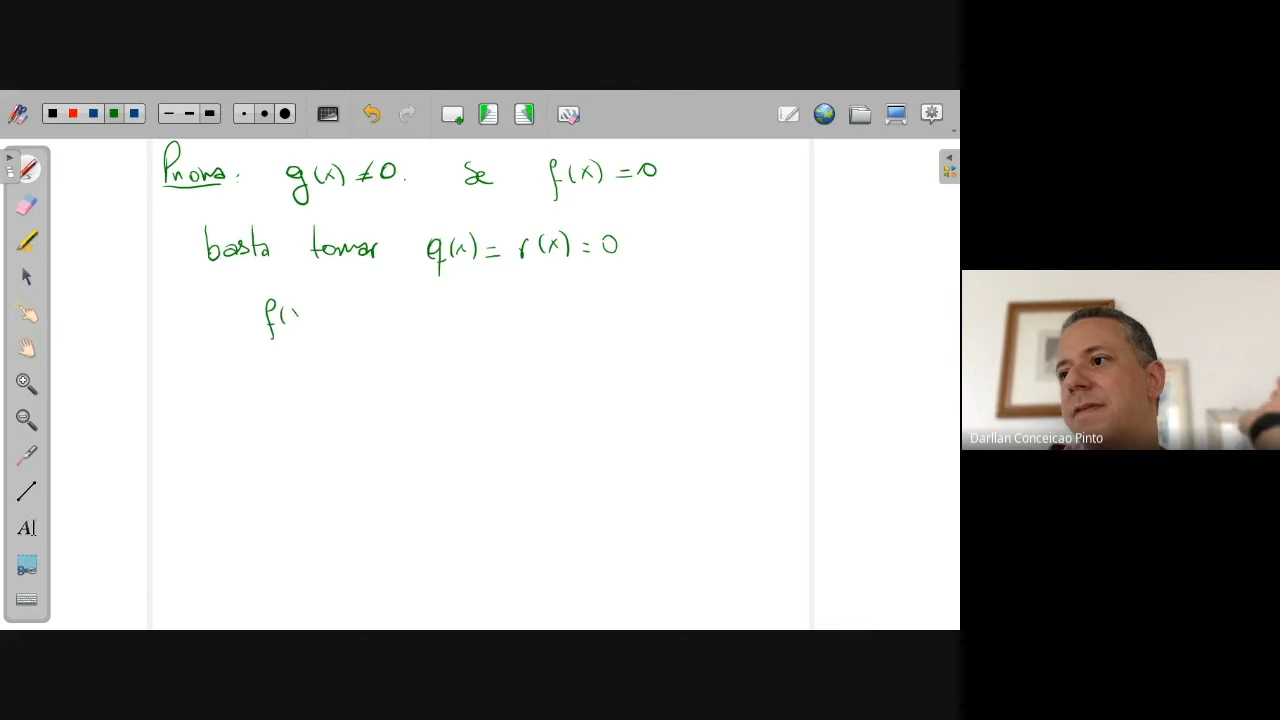 Prova: g(x) ≠ 0. Se f(x) = 0
basta tomar q(x) = r(x) = 0
f(x
Darllan Conceicao Pinto